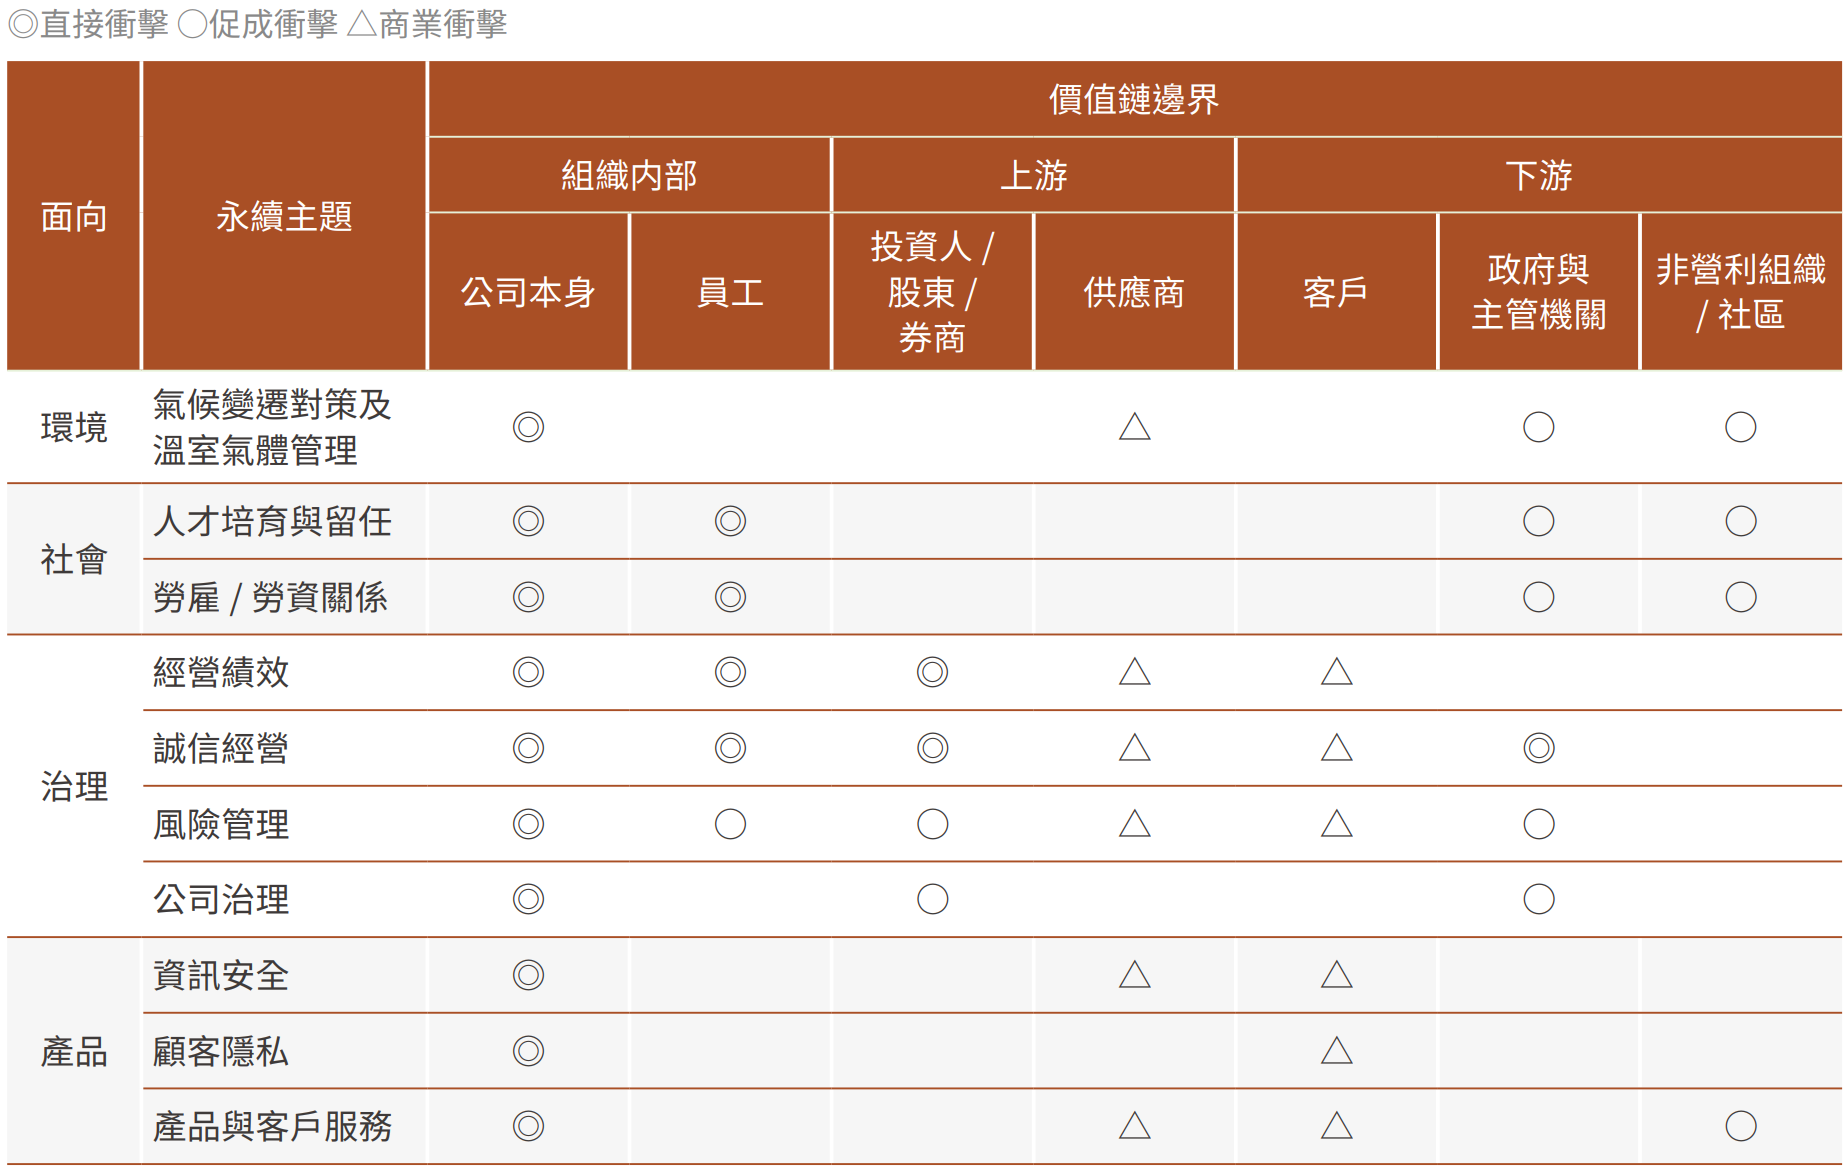 ◎直接衝擊 ○促成衝擊 △商業衝擊
價值鏈邊界
組織內部 上游 下游
面向 永續主題
公司本身 員工 投資人 /
股東 /
券商 供應商 客戶 政府與
主管機關 非營利組織
/ 社區
環境 氣候變遷對策及
溫室氣體管理 ◎ △ ○ ○
社會 人才培育與留任 ◎ ◎ ○ ○
勞雇 / 勞資關係 ◎ ◎ ○ ○
治理 經營績效 ◎ ◎ ◎ △ △
誠信經營 ◎ ◎ ◎ △ △ ◎
風險管理 ◎ ○ ○ △ △ ○
公司治理 ◎ ○ ○
產品 資訊安全 ◎ △ △
顧客隱私 ◎ △
產品與客戶服務 ◎ △ △ ○